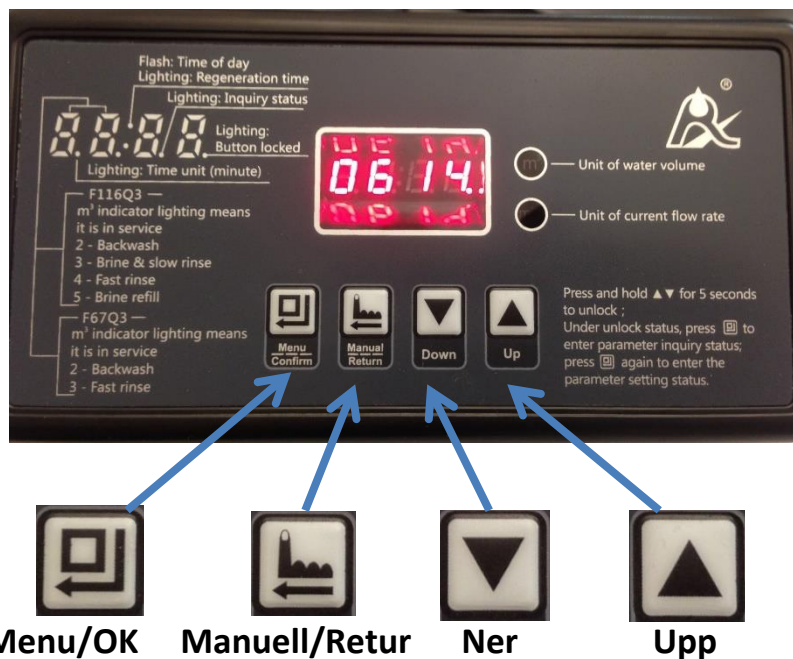 Flash: Time of day
Lighting: Regeneration time
Lighting: Inquiry status
88:88.
Lighting:
Button locked
Lighting: Time unit (minute)
F116Q3
m³ indicator lighting means
it is in service
2 - Backwash
3 - Brine & slow rinse
4 - Fast rinse
5 - Brine refill
F67Q3
m³ indicator lighting means
it is in service
2 - Backwash
3 - Fast rinse
06 14.
®
m³
Unit of water volume
Unit of current flow rate
Menu
Confirm
Manual
Return
Down
Up
Press and hold ▲▼ for 5 seconds
to unlock ;
Under unlock status, press to
enter parameter inquiry status;
press again to enter the
parameter setting status.
Menu/OK
Manuell/Retur
Ner
Upp